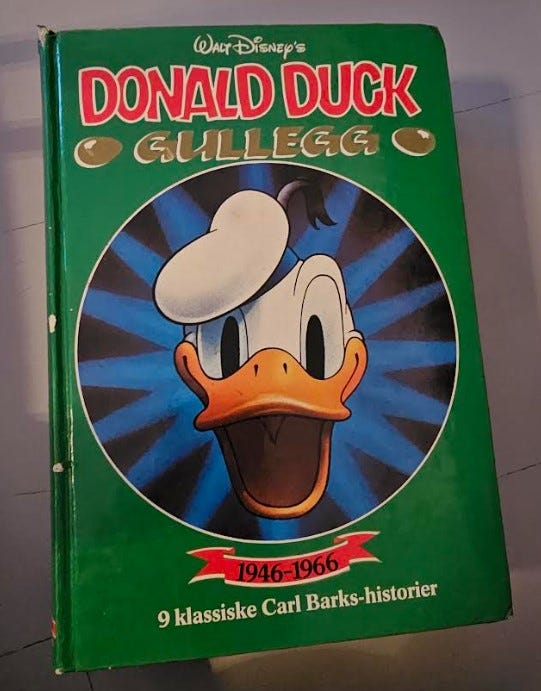 WALT DISNEY'S
DONALD DUCK
GULLEGG
1946-1966
9 klassiske Carl Barks-historier